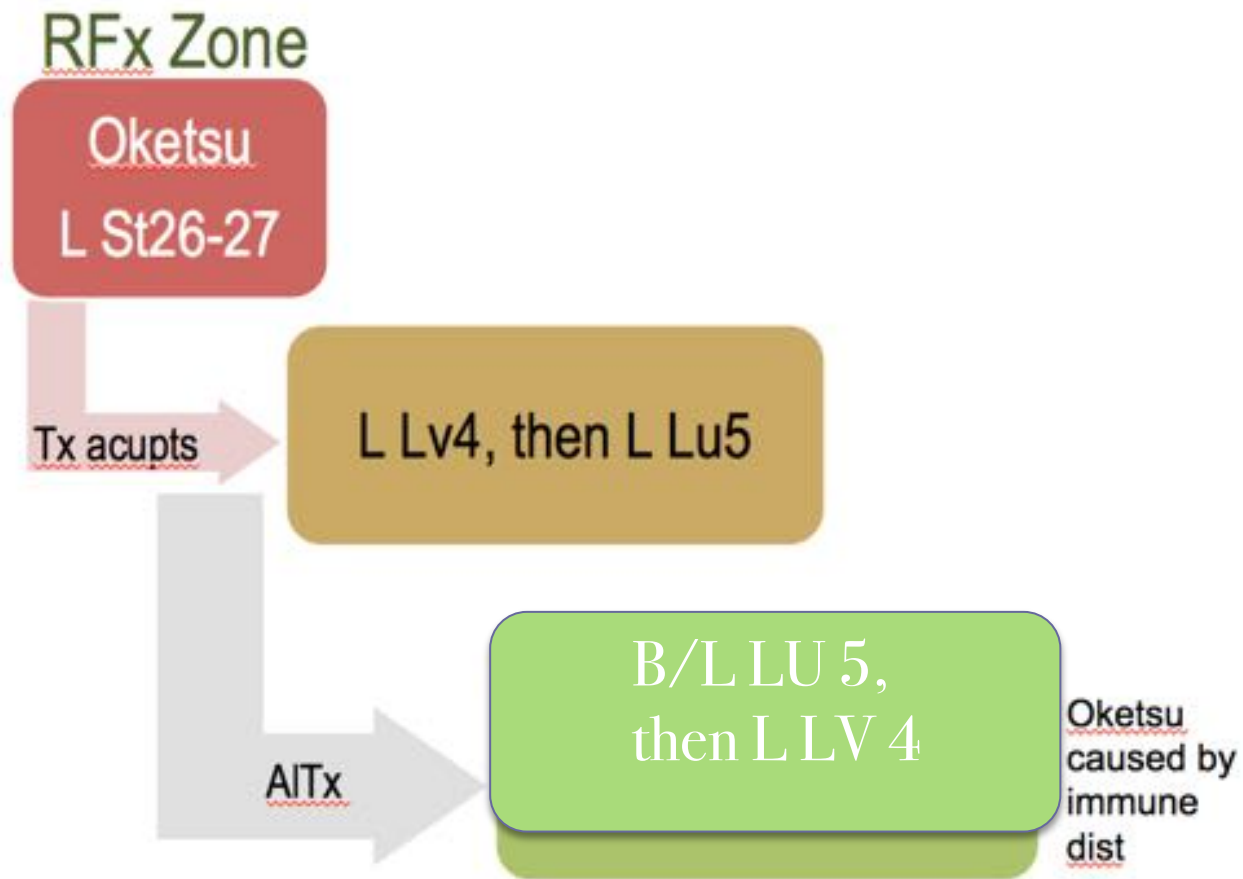 RFx Zone
Oketsu
L St26-27
Tx acupts
L Lv4, then L Lu5
B/L LU 5,
then L LV 4
AlTx
Oketsu
caused by
immune
dist